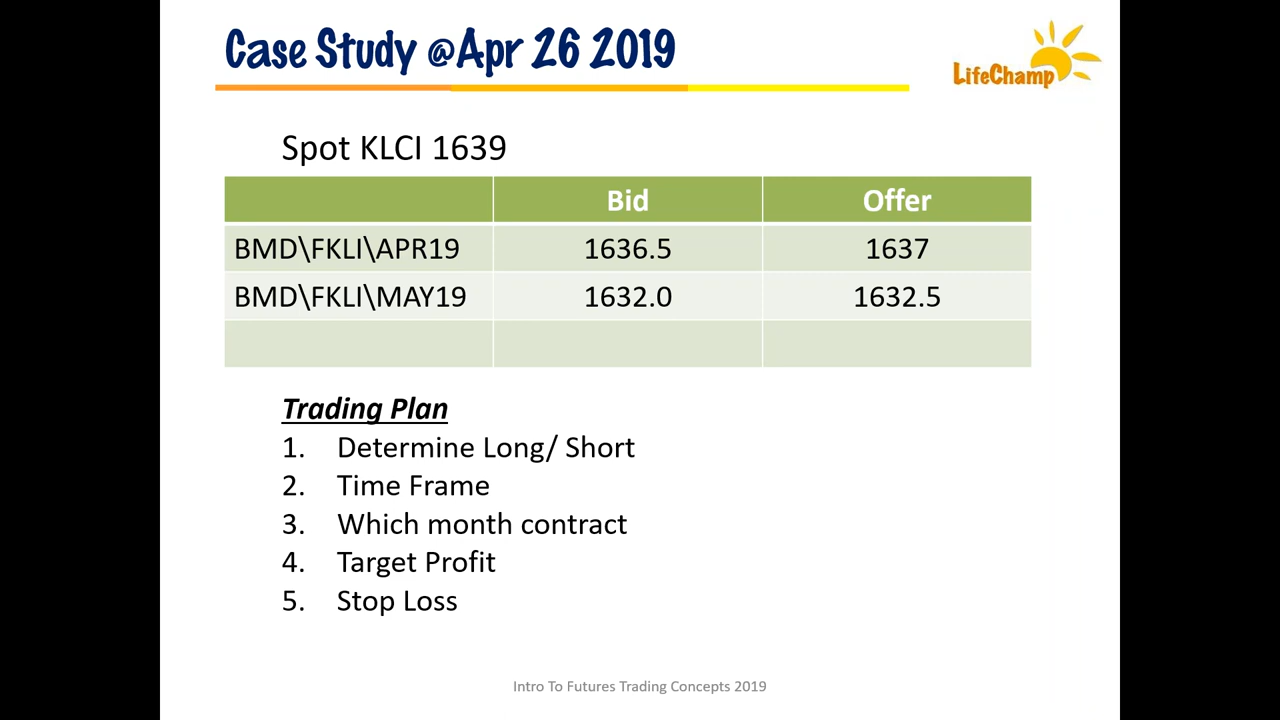 Case Study @Apr 26 2019
LifeChamp
Spot KLCI 1639
Bid Offer
BMD\FKLI\APR19 1636.5 1637
BMD\FKLI\MAY19 1632.0 1632.5
Trading Plan
1. Determine Long/ Short
2. Time Frame
3. Which month contract
4. Target Profit
5. Stop Loss
Intro To Futures Trading Concepts 2019